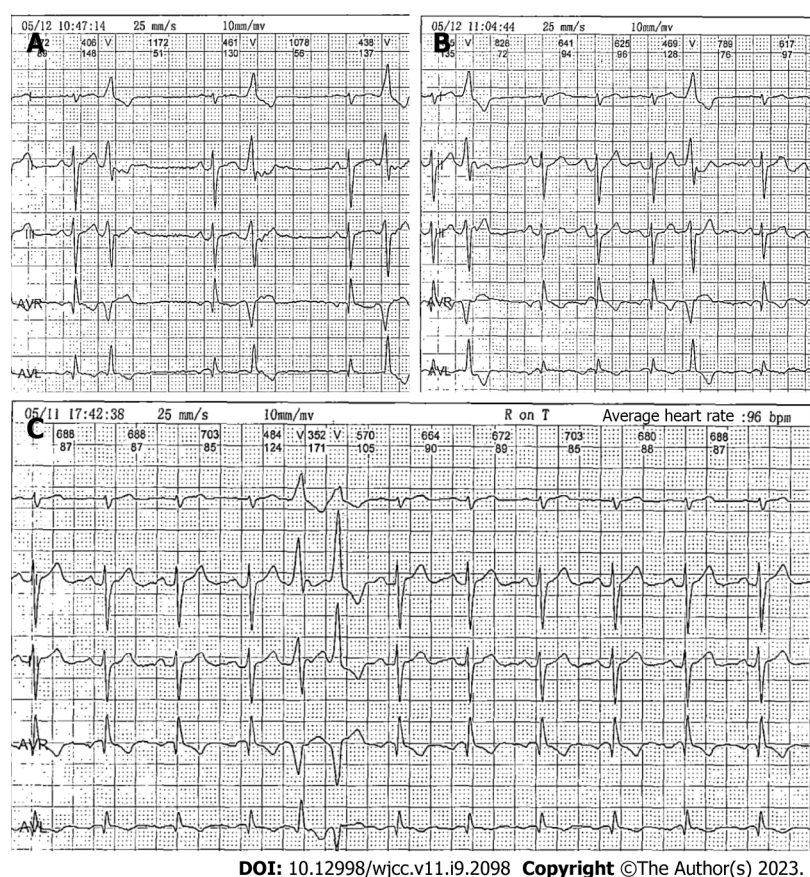 A
05/12 10:47:14 25 mm/s 10mm/mv
406 V 1172 461 V 1078 438 V
148 51 130 56 137
AVR
AVL
B
05/12 11:04:44 25 mm/s 10mm/mv
V 828 641 625 469 V 789 617
72 94 96 128 76 97
AVR
AVL
C
05/11 17:42:38 25 mm/s 10mm/mv R on T Average heart rate :96 bpm
688 688 703 484 V 352 V 570 664 672 703 680 688
87 87 85 124 171 105 90 89 85 88 87
AVR
AVL
DOI: 10.12998/wjcc.v11.i9.2098 Copyright ©The Author(s) 2023.